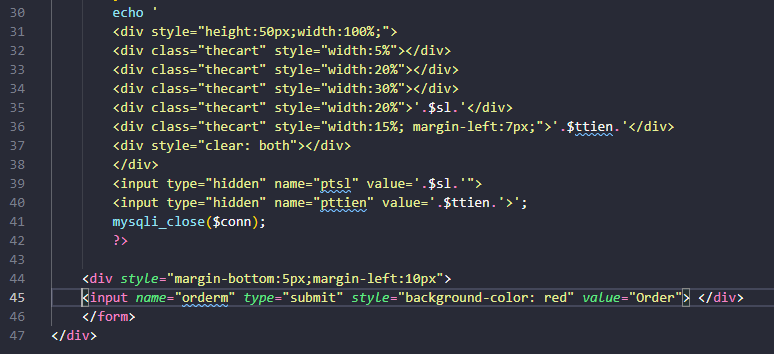 30 echo '
31 <div style="height:50px;width:100%;">
32 <div class="thecart" style="width:5%"></div>
33 <div class="thecart" style="width:20%"></div>
34 <div class="thecart" style="width:30%"></div>
35 <div class="thecart" style="width:20%">'.$sl.'</div>
36 <div class="thecart" style="width:15%; margin-left:7px;">'.$ttien.'</div>
37 <div style="clear: both"></div>
38 </div>
39 <input type="hidden" name="ptsl" value='.$sl.'">
40 <input type="hidden" name="pttien" value='.$ttien.'>';
41 mysqli_close($conn);
42 ?>
43
44 <div style="margin-bottom:5px;margin-left:10px">
45 <input name="orderm" type="submit" style="background-color: red" value="Order"> </div>
46 </form>
47 </div>